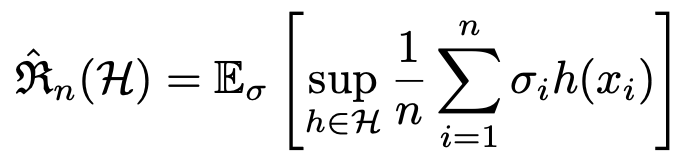 $\hat{\mathfrak{R}}_n(\mathcal{H}) = \mathbb{E}_\sigma \left[ \sup_{h \in \mathcal{H}} \frac{1}{n} \sum_{i=1}^{n} \sigma_i h(x_i) \right]$